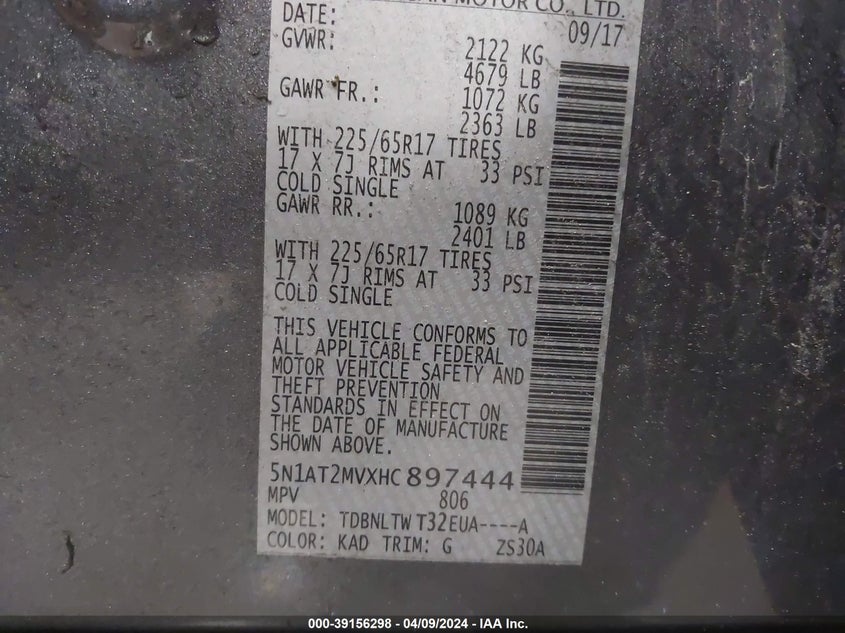 MOTOR CO., LTD.
DATE: 09/17
GVWR: 2122 KG
4679 LB
GAWR FR.: 1072 KG
2363 LB
WITH 225/65R17 TIRES
17 X 7J RIMS AT 33 PSI
COLD SINGLE
GAWR RR.: 1089 KG
2401 LB
WITH 225/65R17 TIRES
17 X 7J RIMS AT 33 PSI
COLD SINGLE
THIS VEHICLE CONFORMS TO
ALL APPLICABLE FEDERAL
MOTOR VEHICLE SAFETY AND
THEFT PREVENTION
STANDARDS IN EFFECT ON
THE DATE OF MANUFACTURE
SHOWN ABOVE.
5N1AT2MVXHC897444
MPV 806
MODEL: TDBNLTW T32EUA----A
COLOR: KAD TRIM: G ZS30A
000-39156298 - 04/09/2024 - IAA Inc.